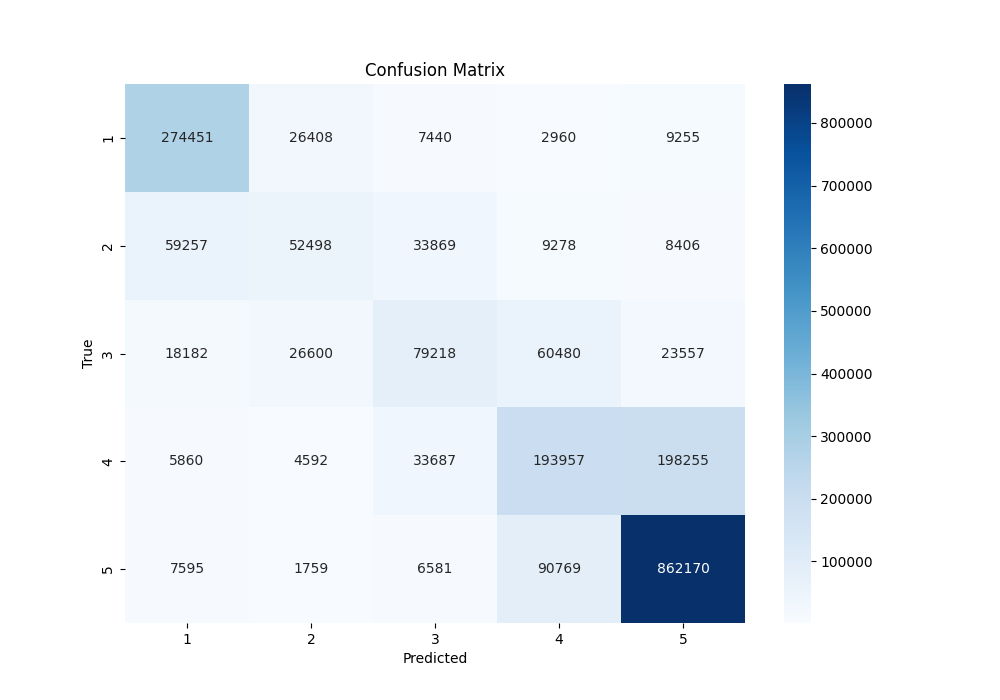 Confusion Matrix
1 274451 26408 7440 2960 9255
2 59257 52498 33869 9278 8406
3 18182 26600 79218 60480 23557
4 5860 4592 33687 193957 198255
5 7595 1759 6581 90769 862170
1 2 3 4 5
Predicted
True
800000
700000
600000
500000
400000
300000
200000
100000